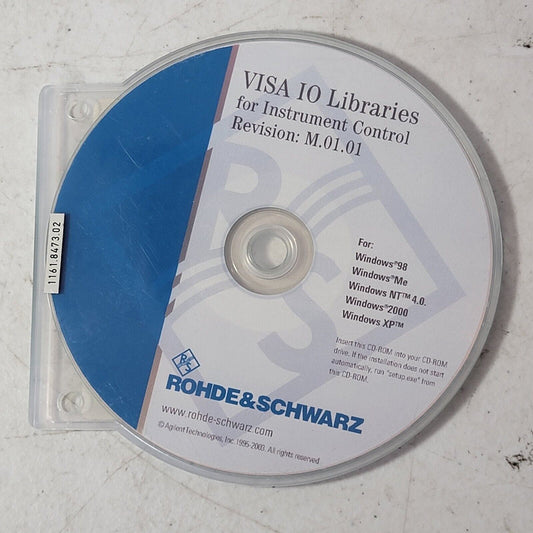 VISA IO Libraries
for Instrument Control
Revision: M.01.01
R
S
For:
Windows®98
Windows®Me
Windows NT™ 4.0.
Windows®2000
Windows XP™
Insert this CD-ROM into your CD-ROM
drive. If the installation does not start
automatically, run "setup.exe" from
this CD-ROM.
1161.8473.02
R
S
ROHDE&SCHWARZ
www.rohde-schwarz.com
© Agilent Technologies, Inc. 1995-2003. All rights reserved